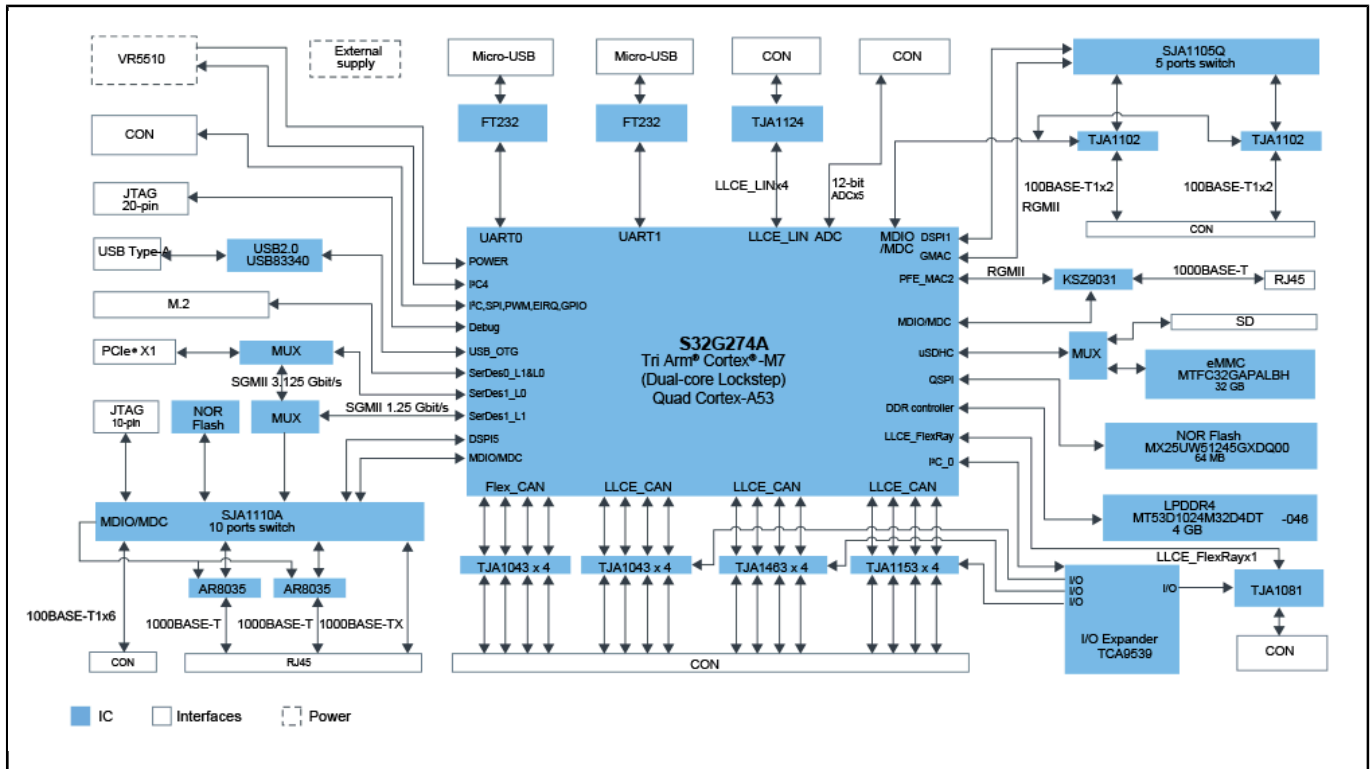 VR5510
External
supply
Micro-USB
Micro-USB
CON
CON
SJA1105Q
5 ports switch
CON
FT232
FT232
TJA1124
TJA1102
TJA1102
JTAG
20-pin
LLCE_LINx4
12-bit
ADCx5
100BASE-T1x2
100BASE-T1x2
RGMII
CON
USB Type-A
USB2.0
USB83340
UART0
UART1
LLCE_LIN
ADC
MDIO
/MDC
DSPI1
GMAC
POWER
I²C4
PFE_MAC2
RGMII
KSZ9031
1000BASE-T
RJ45
M.2
I²C,SPI,PWM,EIRQ,GPIO
Debug
MDIO/MDC
SD
PCIe® X1
MUX
USB_OTG
S32G274A
Tri Arm® Cortex®-M7
(Dual-core Lockstep)
Quad Cortex-A53
uSDHC
MUX
eMMC
MTFC32GAPALBH
32 GB
SGMII 3.125 Gbit/s
SerDes0_L1&L0
QSPI
SerDes1_L0
JTAG
10-pin
NOR
Flash
MUX
SGMII 1.25 Gbit/s
SerDes1_L1
DDR controller
DSPI5
LLCE_FlexRay
NOR Flash
MX25UW51245GXDQ00
64 MB
MDIO/MDC
I²C_0
Flex_CAN
LLCE_CAN
LLCE_CAN
LLCE_CAN
MDIO/MDC
SJA1110A
10 ports switch
LPDDR4
MT53D1024M32D4DT -046
4 GB
LLCE_FlexRayx1
TJA1043 x 4
TJA1043 x 4
TJA1463 x 4
TJA1153 x 4
AR8035
AR8035
I/O
I/O
I/O
I/O
TJA1081
100BASE-T1x6
1000BASE-T
1000BASE-T
1000BASE-TX
I/O Expander
TCA9539
CON
CON
RJ45
CON
IC
Interfaces
Power